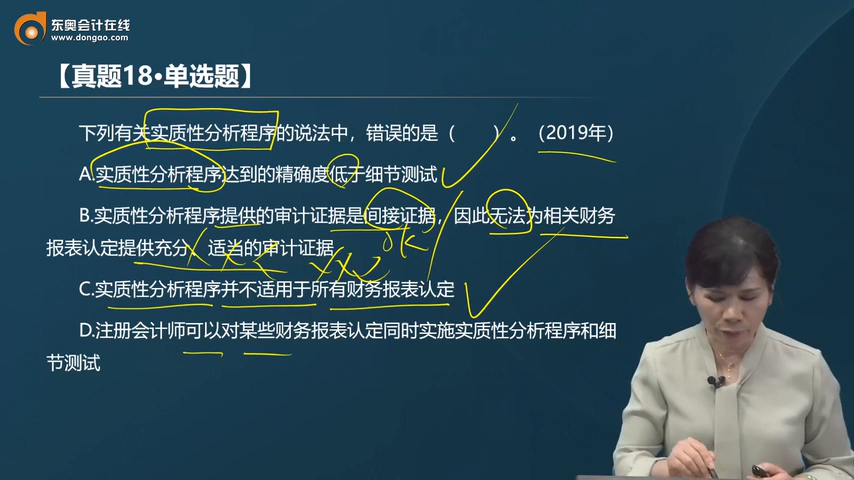 东奥会计在线
www.dongao.com
【真题18·单选题】
下列有关实质性分析程序的说法中，错误的是（　　）。（2019年）
A.实质性分析程序达到的精确度低于细节测试
B.实质性分析程序提供的审计证据是间接证据，因此无法为相关财务
报表认定提供充分、适当的审计证据
ok
C.实质性分析程序并不适用于所有财务报表认定
D.注册会计师可以对某些财务报表认定同时实施实质性分析程序和细
节测试